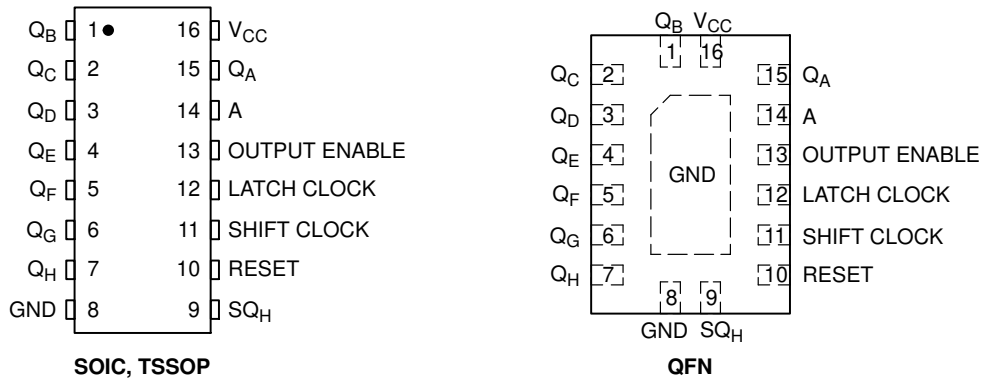 QB 1 16 VCC
QC 2 15 QA
QD 3 14 A
QE 4 13 OUTPUT ENABLE
QF 5 12 LATCH CLOCK
QG 6 11 SHIFT CLOCK
QH 7 10 RESET
GND 8 9 SQH
SOIC, TSSOP
QB VCC
1 16
QC 2 15 QA
QD 3 14 A
QE 4 13 OUTPUT ENABLE
GND
QF 5 12 LATCH CLOCK
QG 6 11 SHIFT CLOCK
QH 7 10 RESET
8 9
GND SQH
QFN